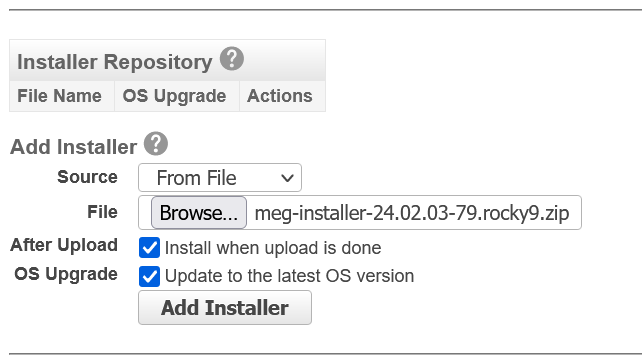 Installer Repository ?
File Name OS Upgrade Actions
Add Installer ?
Source From File
File Browse... meg-installer-24.02.03-79.rocky9.zip
After Upload Install when upload is done
OS Upgrade Update to the latest OS version
Add Installer